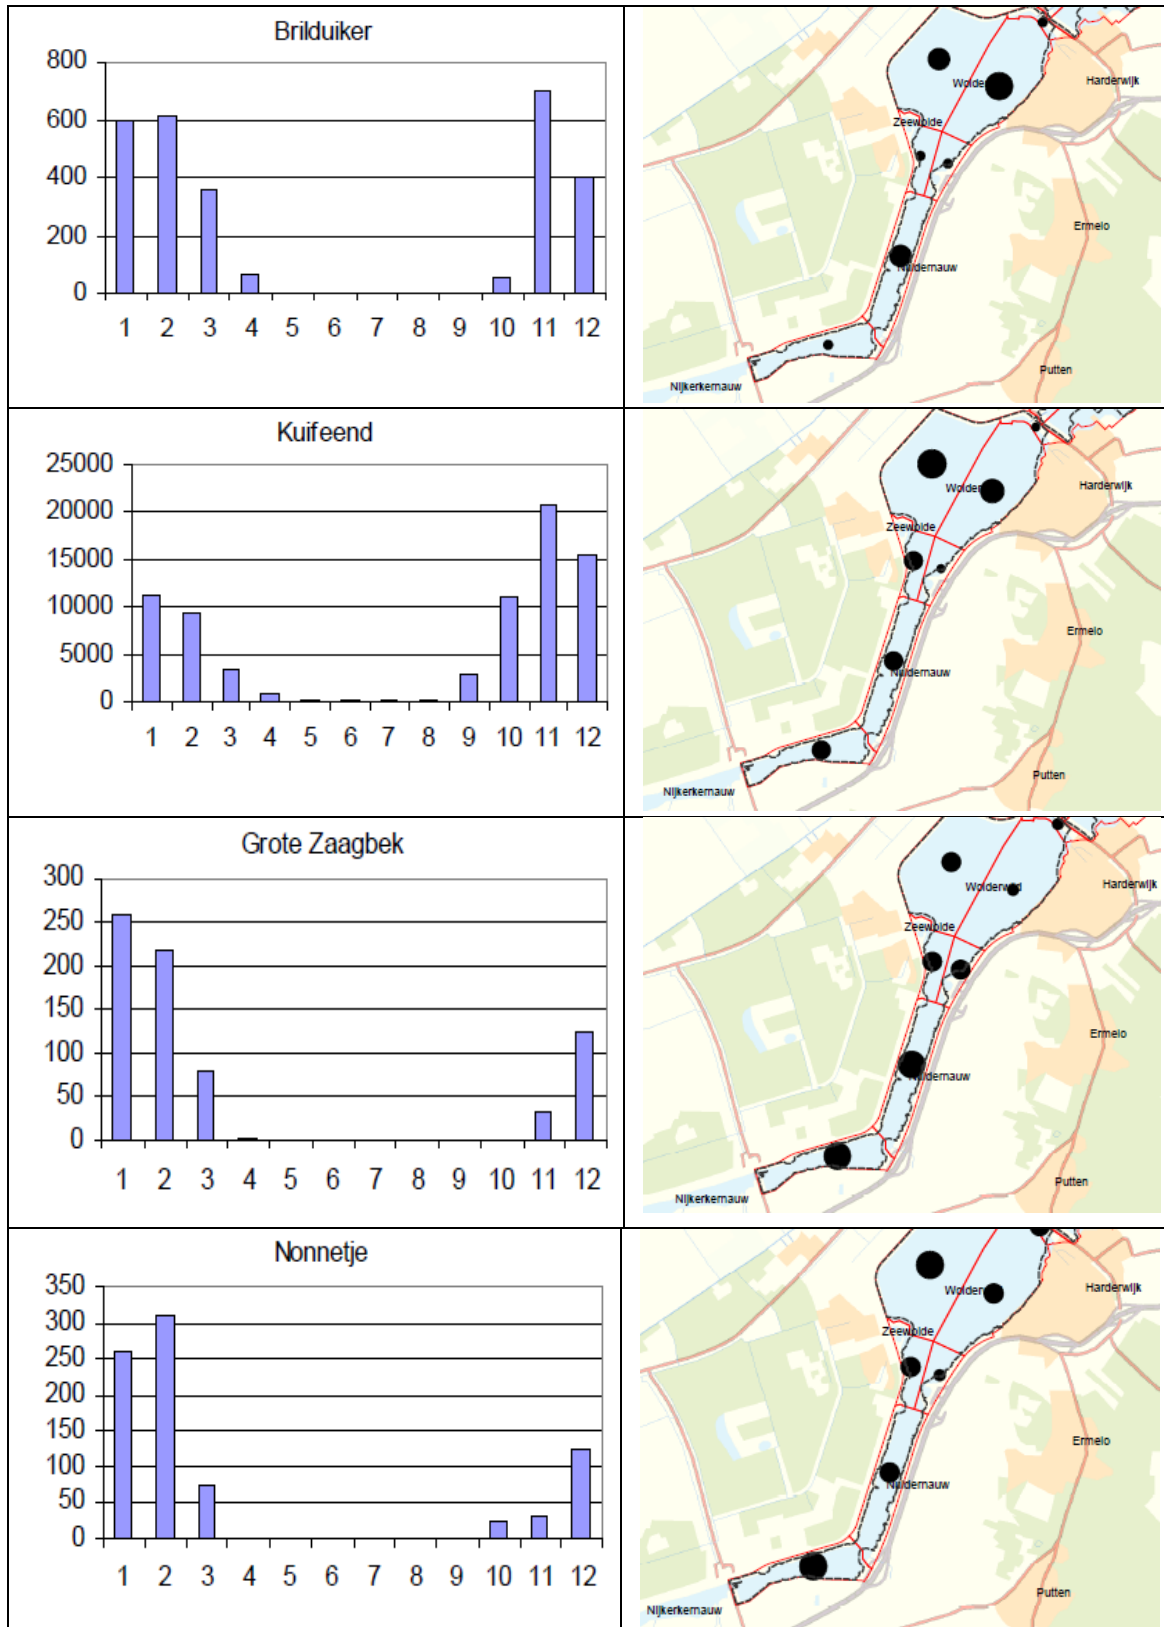 Brilduiker
800
600
400
200
0
1 2 3 4 5 6 7 8 9 10 11 12
Harderwijk
Zeewolde
Ermelo
Nuldernauw
Putten
Nijkerkernauw
Kuifeend
25000
20000
15000
10000
5000
0
1 2 3 4 5 6 7 8 9 10 11 12
Harderwijk
Zeewolde
Ermelo
Nuldernauw
Putten
Nijkerkernauw
Grote Zaagbek
300
250
200
150
100
50
0
1 2 3 4 5 6 7 8 9 10 11 12
Wolderwijd
Harderwijk
Zeewolde
Ermelo
Nuldernauw
Putten
Nijkerkernauw
Nonnetje
350
300
250
200
150
100
50
0
1 2 3 4 5 6 7 8 9 10 11 12
Harderwijk
Zeewolde
Ermelo
Nuldernauw
Putten
Nijkerkernauw